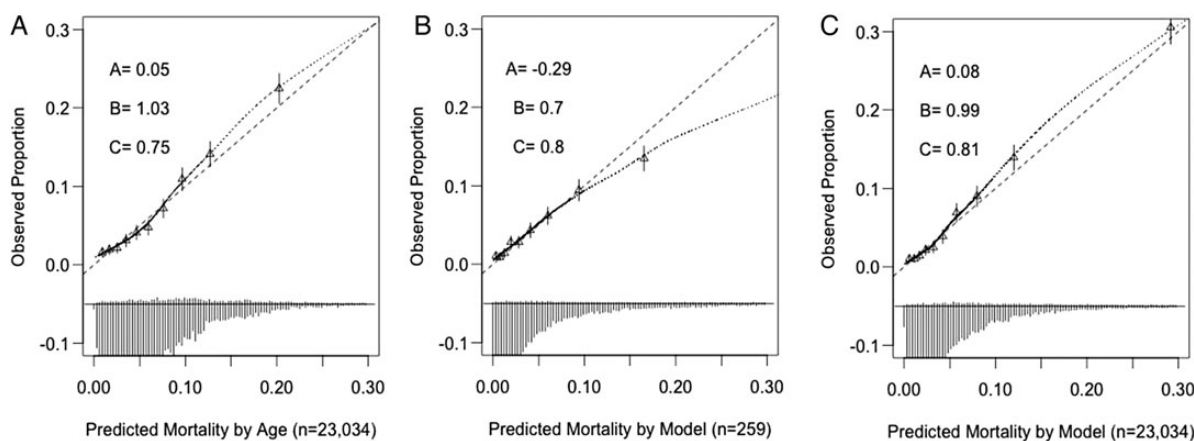 A
0.3
0.2
0.1
0.0
-0.1
Observed Proportion
A= 0.05
B= 1.03
C= 0.75
0.00 0.10 0.20 0.30
Predicted Mortality by Age (n=23,034)
B
0.3
0.2
0.1
0.0
-0.1
Observed Proportion
A= -0.29
B= 0.7
C= 0.8
0.00 0.10 0.20 0.30
Predicted Mortality by Model (n=259)
C
0.3
0.2
0.1
0.0
-0.1
Observed Proportion
A= 0.08
B= 0.99
C= 0.81
0.00 0.10 0.20 0.30
Predicted Mortality by Model (n=23,034)